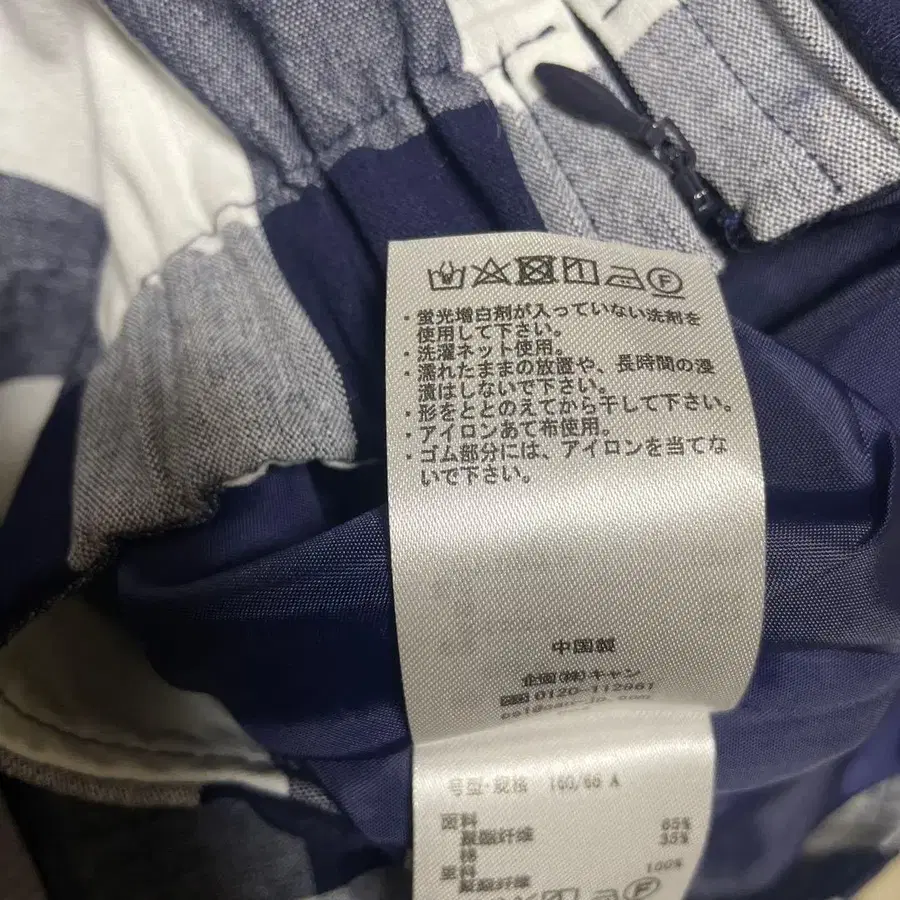 F
・蛍光増白剤が入っていない洗剤を
使用して下さい。
・洗濯ネット使用。
・濡れたままの放置や、長時間の浸
漬はしないで下さい。
・形をととのえてから干して下さい。
・アイロンあて布使用。
・ゴム部分には、アイロンを当てな
いで下さい。
中国製
企画(株)キャン
0120-112961
号型·规格 160/66 A
面料
聚酯纤维 65%
棉 35%
里料
聚酯纤维 100%